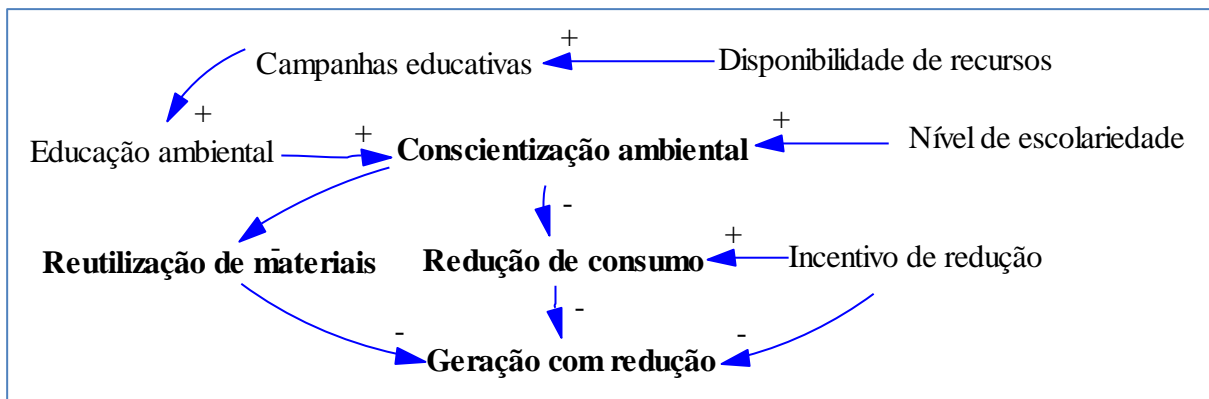 +
Campanhas educativas
Disponibilidade de recursos
+
+
+
Educação ambiental
Conscientização ambiental
Nível de escolariedade
-
-
+
Reutilização de materiais
Redução de consumo
Incentivo de redução
-
-
-
Geração com redução